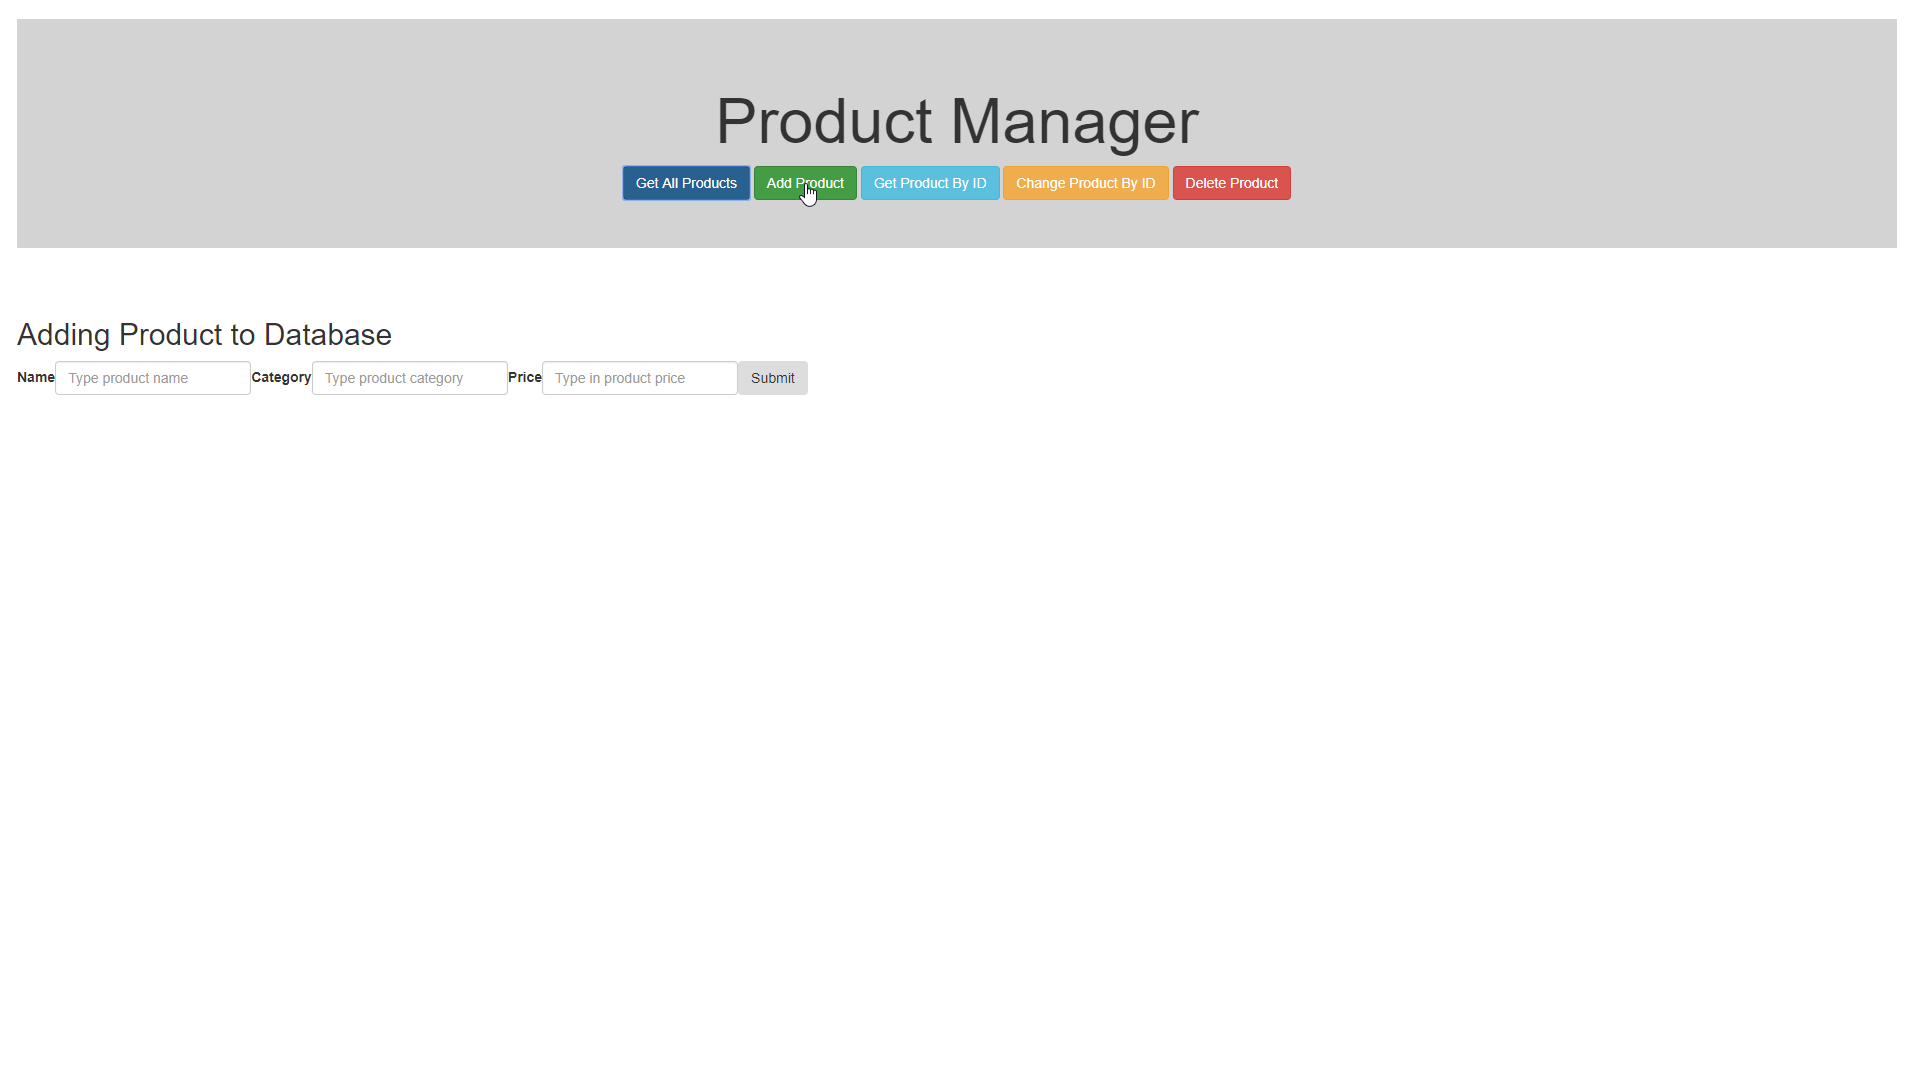 Product Manager
Get All Products Add Product Get Product By ID Change Product By ID Delete Product
Adding Product to Database
Name Type product name Category Type product category Price Type in product price Submit